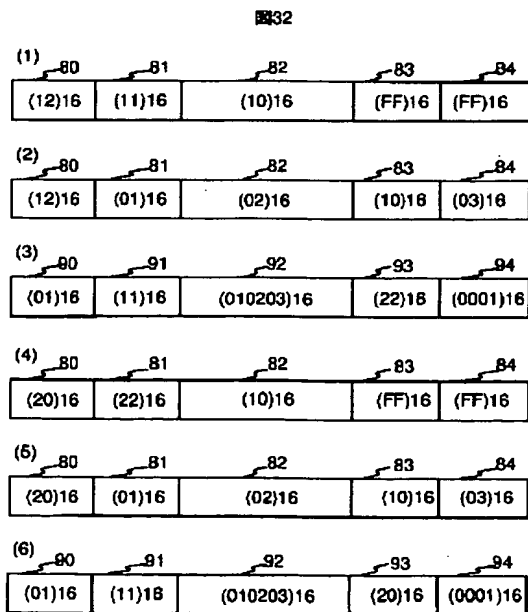 図32
(1)
80 81 82 83 84
(12)16 (11)16 (10)16 (FF)16 (FF)16
(2)
80 81 82 83 84
(12)16 (01)16 (02)16 (10)16 (03)16
(3)
90 91 92 93 94
(01)16 (11)16 (010203)16 (22)16 (0001)16
(4)
80 81 82 83 84
(20)16 (22)16 (10)16 (FF)16 (FF)16
(5)
80 81 82 83 84
(20)16 (01)16 (02)16 (10)16 (03)16
(6)
90 91 92 93 94
(01)16 (11)16 (010203)16 (20)16 (0001)16